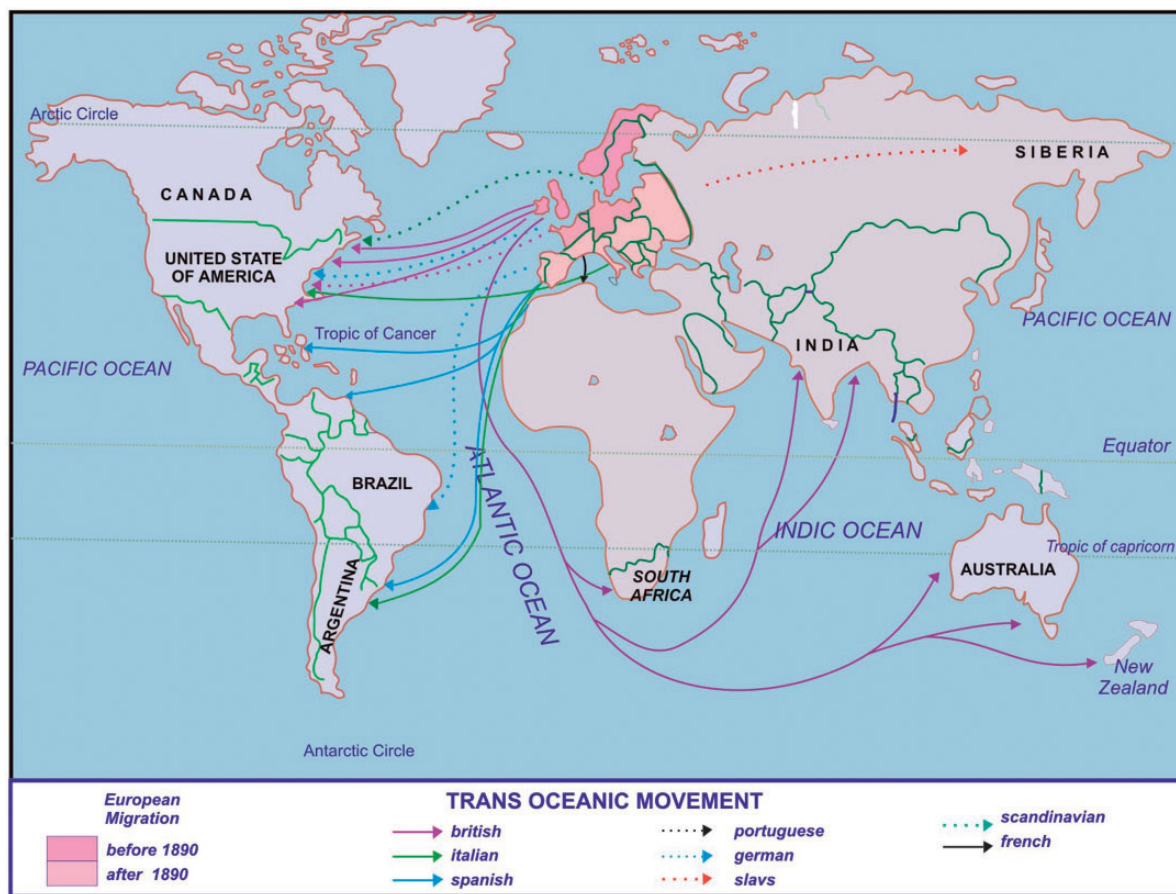 Arctic Circle
CANADA
SIBERIA
UNITED STATE
OF AMERICA
Tropic of Cancer
PACIFIC OCEAN
INDIA
PACIFIC OCEAN
Equator
BRAZIL
ATLANTIC OCEAN
INDIC OCEAN
Tropic of capricorn
SOUTH
AFRICA
AUSTRALIA
ARGENTINA
New
Zealand
Antarctic Circle
European
Migration
before 1890
after 1890
TRANS OCEANIC MOVEMENT
british
italian
spanish
portuguese
german
slavs
scandinavian
french